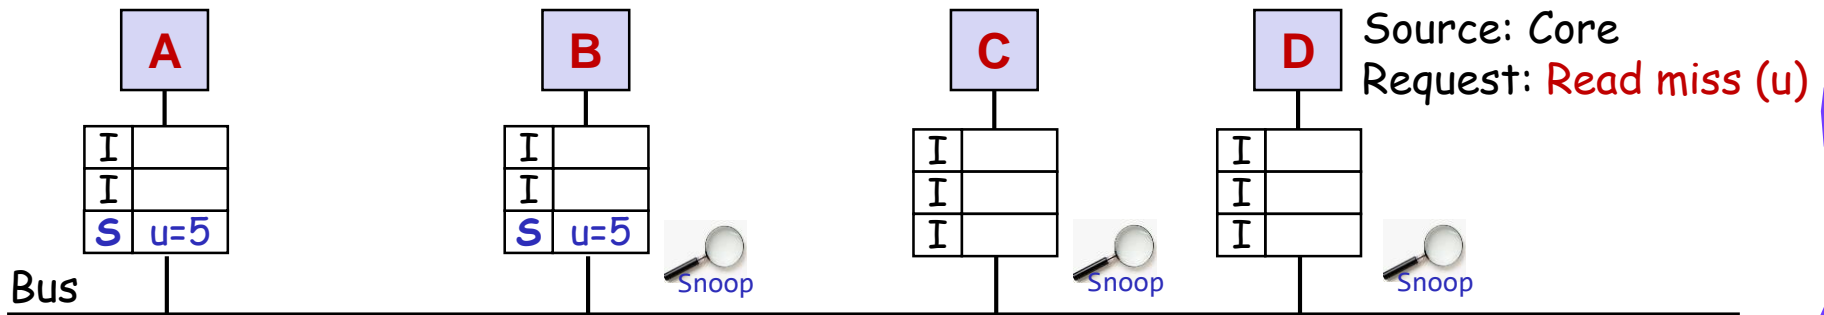 A
B
C
D
Source: Core
Request: Read miss (u)
I
I
S u=5
I
I
S u=5
I
I
I
I
I
I
Snoop
Snoop
Snoop
Bus